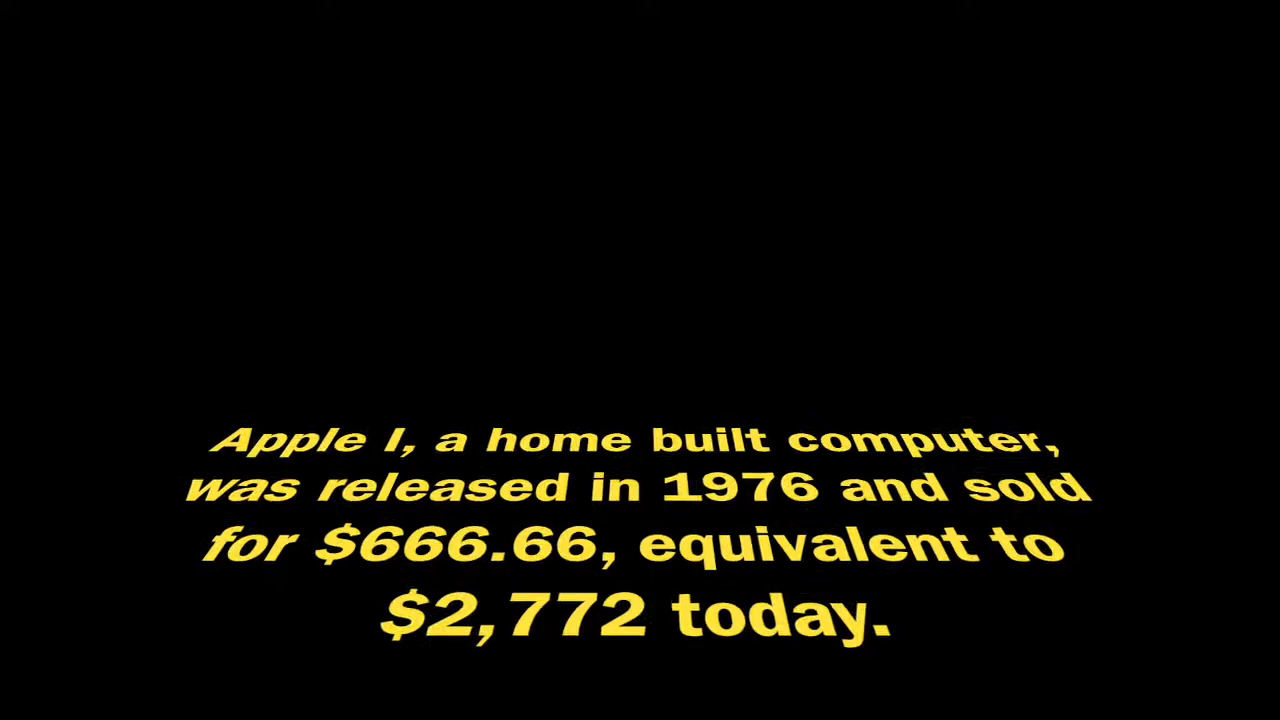 Apple I, a home built computer,
was released in 1976 and sold
for $666.66, equivalent to
$2,772 today.